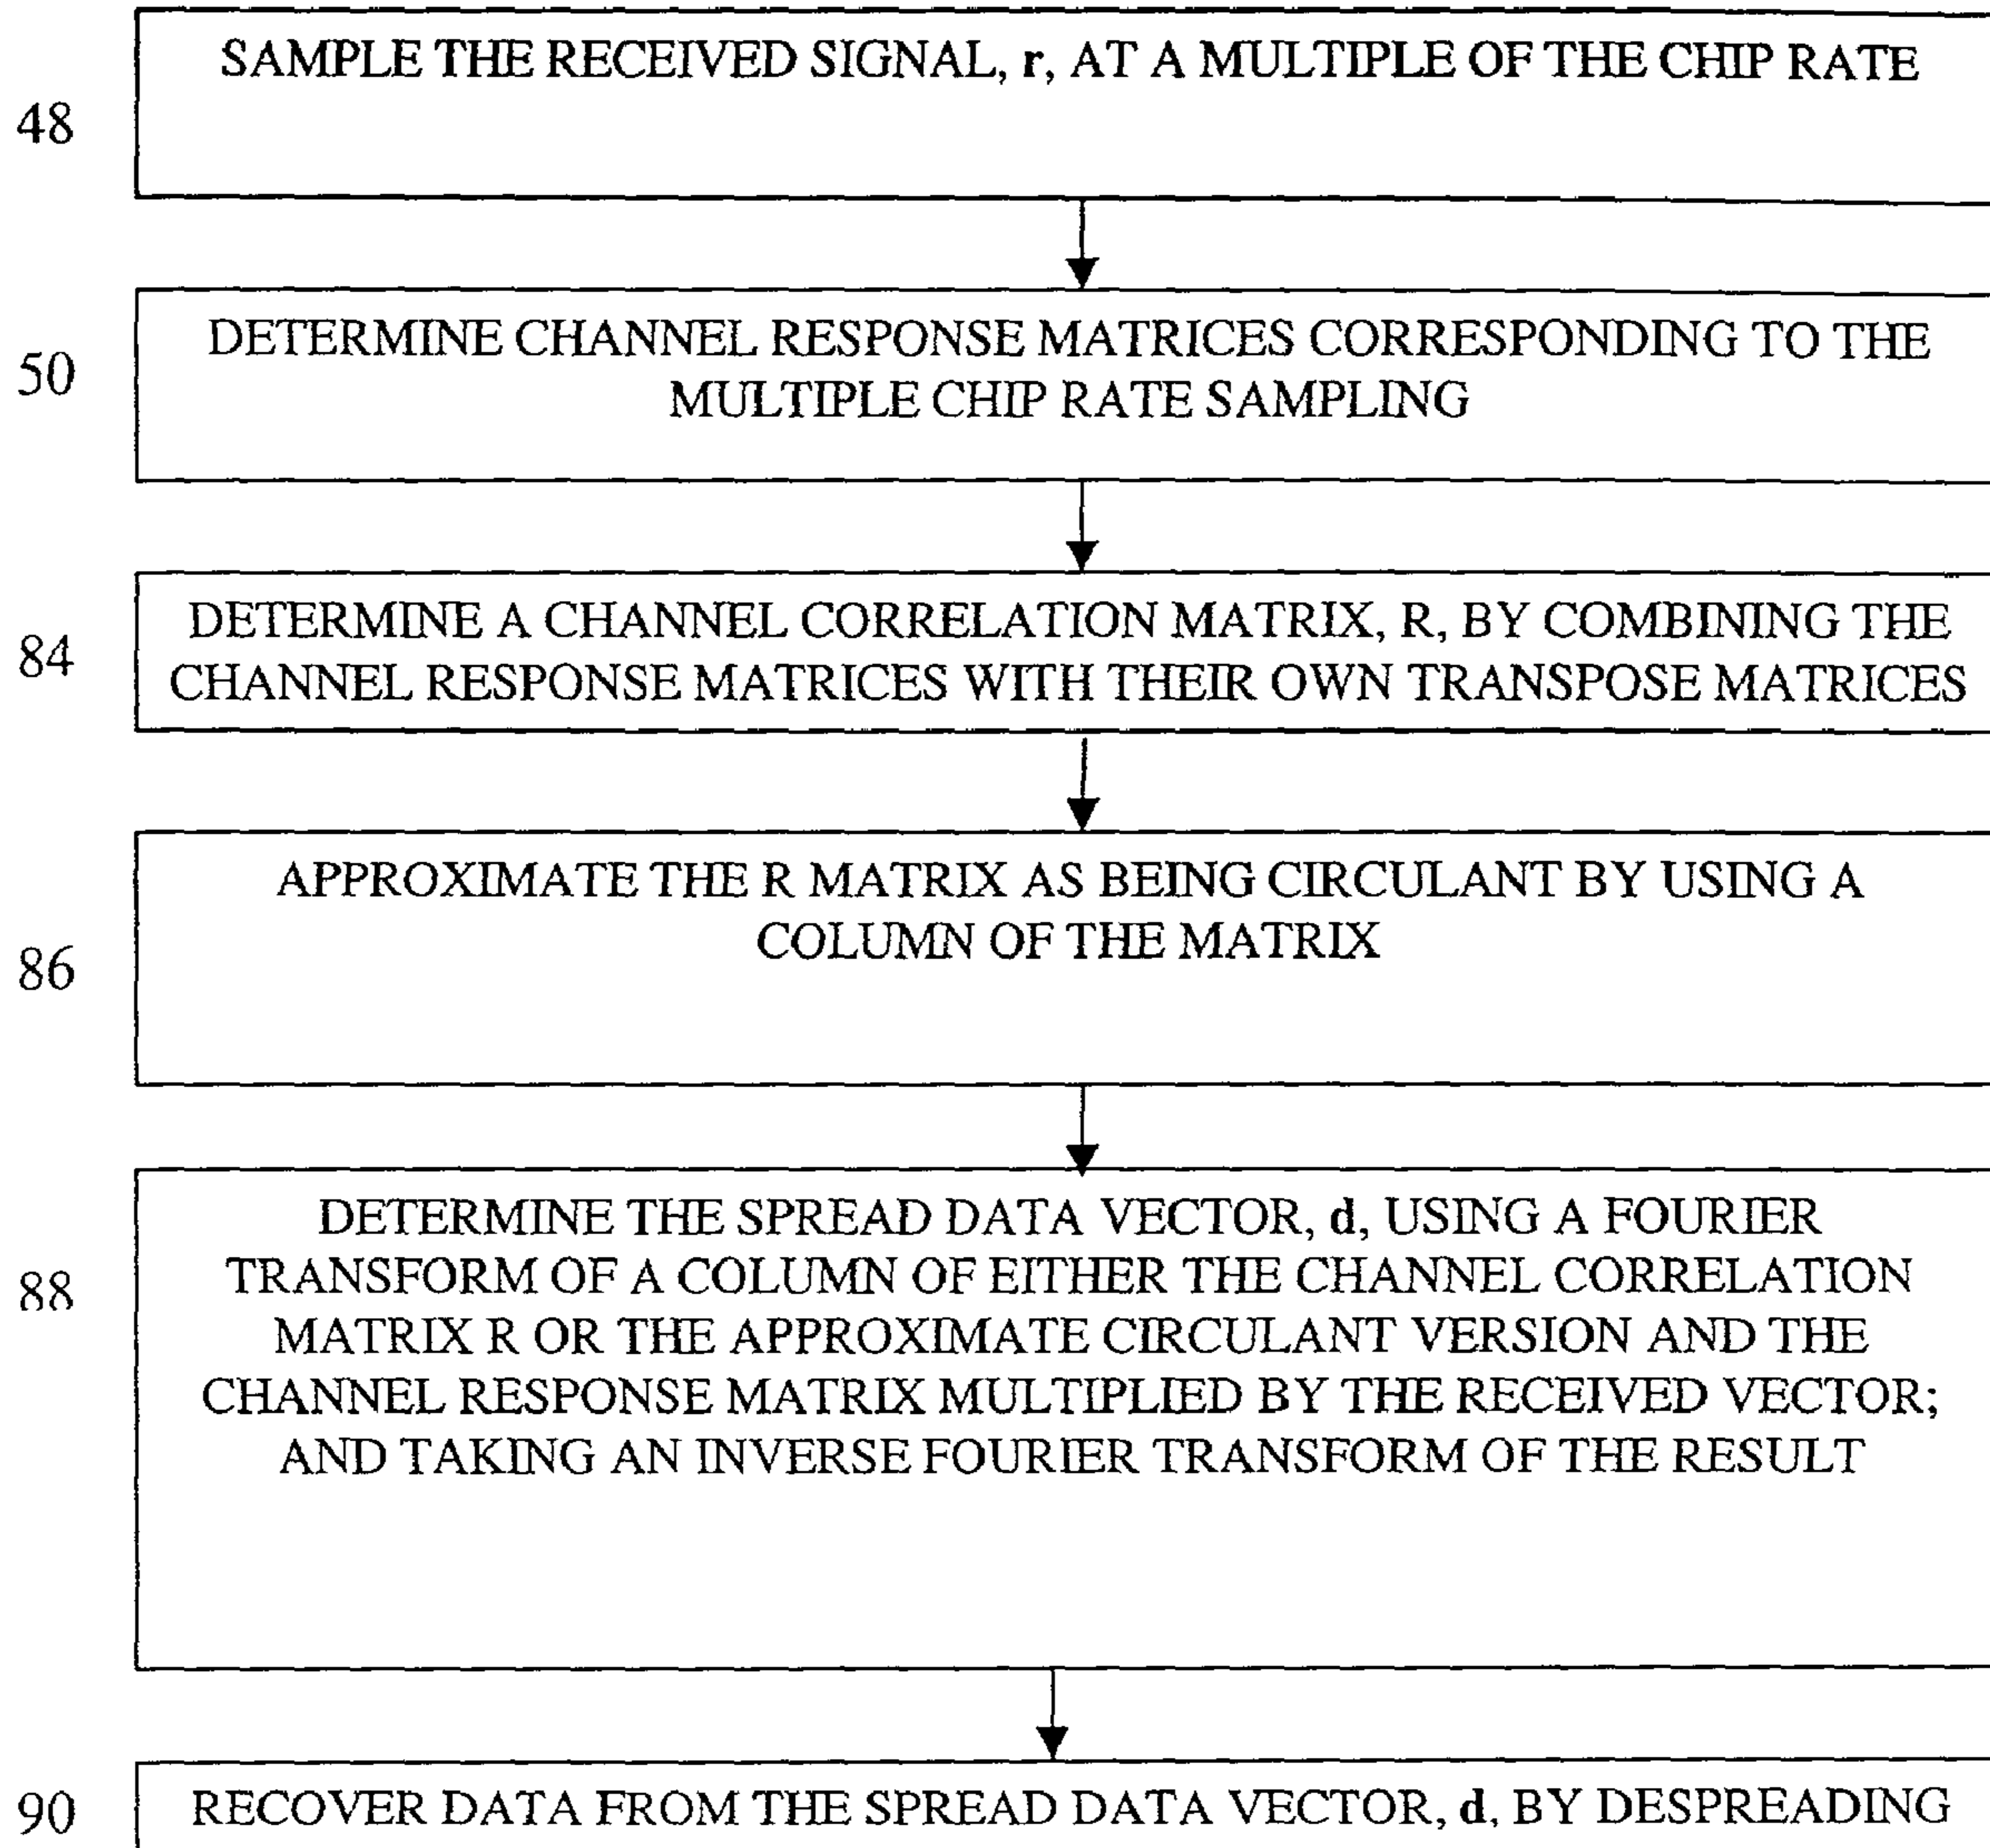 SAMPLE THE RECEIVED SIGNAL, r, AT A MULTIPLE OF THE CHIP RATE
48
DETERMINE CHANNEL RESPONSE MATRICES CORRESPONDING TO THE
50
MULTIPLE CHIP RATE SAMPLING
DETERMINE A CHANNEL CORRELATION MATRIX, R, BY COMBINING THE
84
CHANNEL RESPONSE MATRICES WITH THEIR OWN TRANSPOSE MATRICES
APPROXIMATE THE R MATRIX AS BEING CIRCULANT BY USING A
COLUMN OF THE MATRIX
86
DETERMINE THE SPREAD DATA VECTOR, d, USING A FOURIER
TRANSFORM OF A COLUMN OF EITHER THE CHANNEL CORRELATION
88
MATRIX R OR THE APPROXIMATE CIRCULANT VERSION AND THE
CHANNEL RESPONSE MATRIX MULTIPLIED BY THE RECEIVED VECTOR;
AND TAKING AN INVERSE FOURIER TRANSFORM OF THE RESULT
90
RECOVER DATA FROM THE SPREAD DATA VECTOR, d, BY DESPREADING